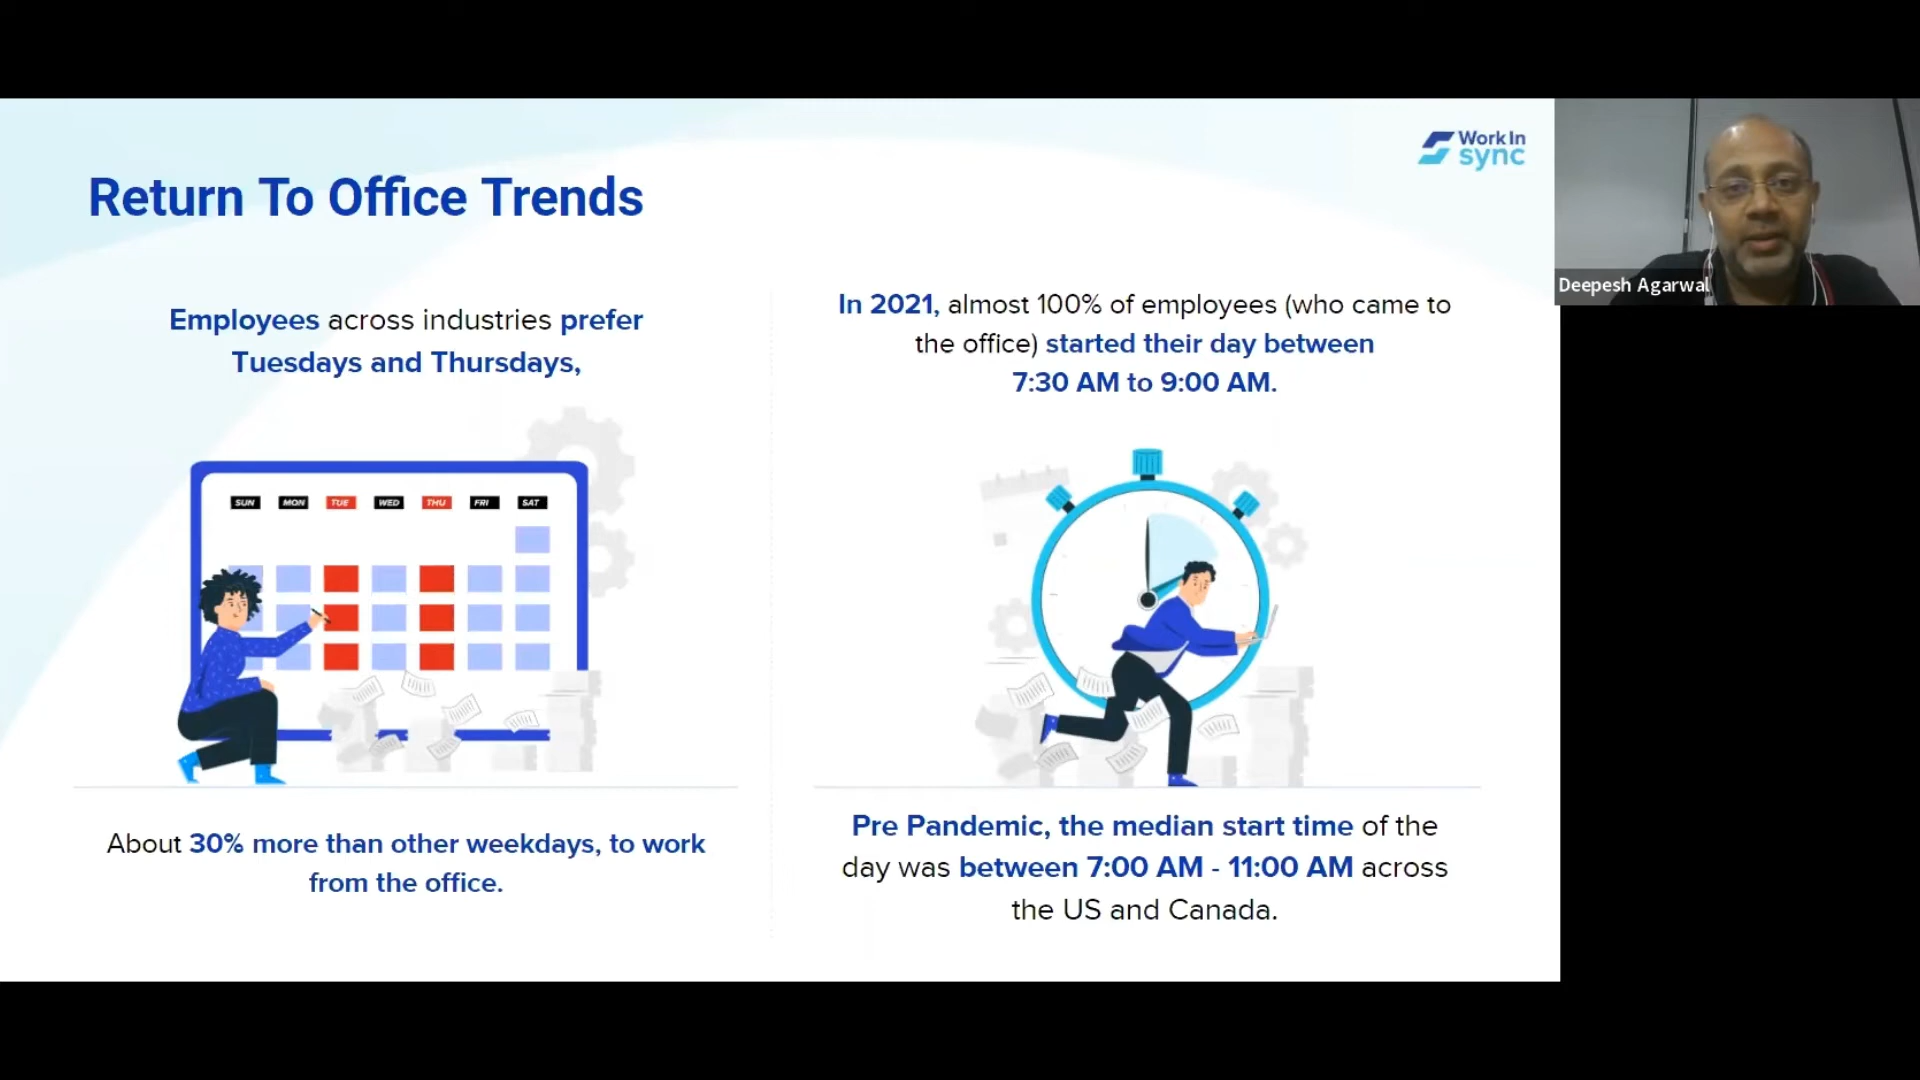 Work In
sync
Deepesh Agarwal
Return To Office Trends
Employees across industries prefer
Tuesdays and Thursdays,
SUN MON TUE WED THU FRI SAT
About 30% more than other weekdays, to work
from the office.
In 2021, almost 100% of employees (who came to
the office) started their day between
7:30 AM to 9:00 AM.
Pre Pandemic, the median start time of the
day was between 7:00 AM - 11:00 AM across
the US and Canada.